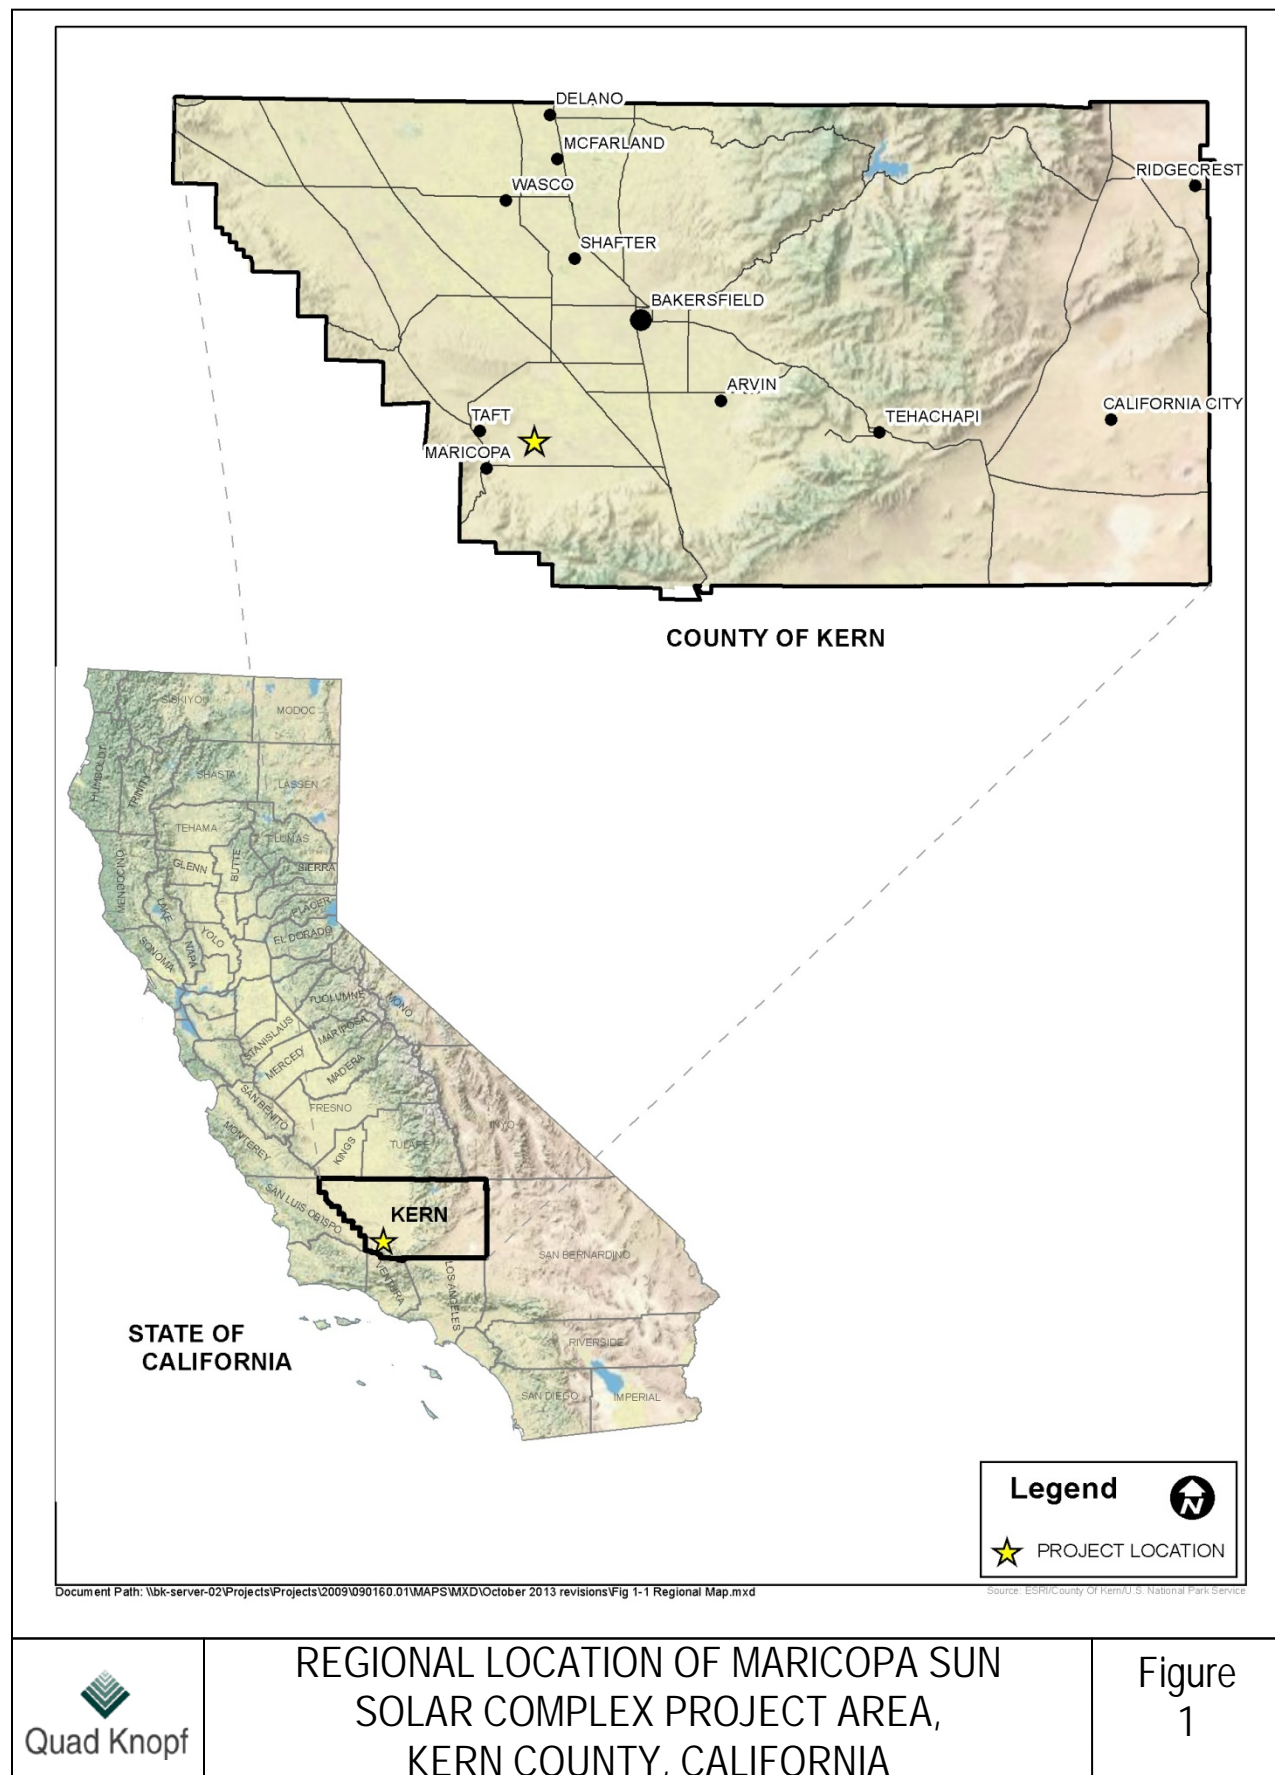 DELANO
MCFARLAND
WASCO
RIDGECREST
SHAFTER
BAKERSFIELD
ARVIN
TAFT
TEHACHAPI
CALIFORNIA CITY
MARICOPA
COUNTY OF KERN
SISKIYOU
MODOC
HUMBOLDT
TRINITY
SHASTA
LASSEN
TEHAMA
PLUMAS
GLENN
BUTTE
SIERRA
MENDOCINO
LAKE
PLACER
YOLO
EL DORADO
SONOMA
NAPA
TUOLUMNE
MONO
STANISLAUS
MARIPOSA
MERCED
MADERA
SAN BENITO
FRESNO
MONTEREY
KINGS
TULARE
INYO
SAN LUIS OBISPO
KERN
SAN BERNARDINO
VENTURA
LOS ANGELES
STATE OF
CALIFORNIA
RIVERSIDE
SAN DIEGO
IMPERIAL
Legend
N
PROJECT LOCATION
Document Path: \\bk-server-02\Projects\Projects\2009\090160.01\MAPS\MXD\October 2013 revisions\Fig 1-1 Regional Map.mxd
Source: ESRI/County Of Kern/U.S. National Park Service
Quad Knopf
REGIONAL LOCATION OF MARICOPA SUN
SOLAR COMPLEX PROJECT AREA,
KERN COUNTY, CALIFORNIA
Figure
1